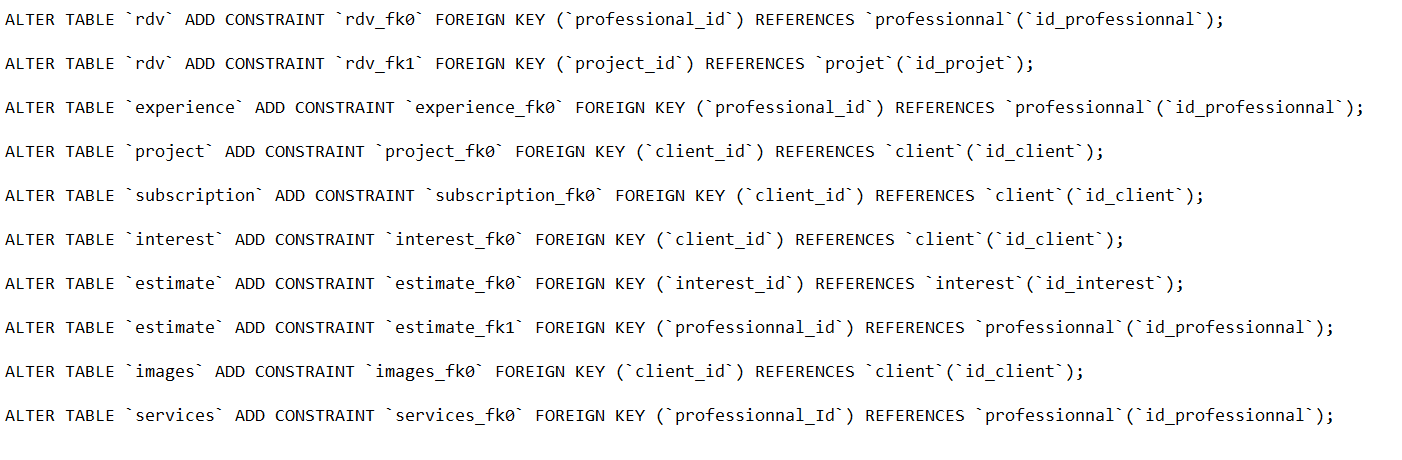 ALTER TABLE `rdv` ADD CONSTRAINT `rdv_fk0` FOREIGN KEY (`professional_id`) REFERENCES `professionnal`(`id_professionnal`);
ALTER TABLE `rdv` ADD CONSTRAINT `rdv_fk1` FOREIGN KEY (`project_id`) REFERENCES `projet`(`id_projet`);
ALTER TABLE `experience` ADD CONSTRAINT `experience_fk0` FOREIGN KEY (`professional_id`) REFERENCES `professionnal`(`id_professionnal`);
ALTER TABLE `project` ADD CONSTRAINT `project_fk0` FOREIGN KEY (`client_id`) REFERENCES `client`(`id_client`);
ALTER TABLE `subscription` ADD CONSTRAINT `subscription_fk0` FOREIGN KEY (`client_id`) REFERENCES `client`(`id_client`);
ALTER TABLE `interest` ADD CONSTRAINT `interest_fk0` FOREIGN KEY (`client_id`) REFERENCES `client`(`id_client`);
ALTER TABLE `estimate` ADD CONSTRAINT `estimate_fk0` FOREIGN KEY (`interest_id`) REFERENCES `interest`(`id_interest`);
ALTER TABLE `estimate` ADD CONSTRAINT `estimate_fk1` FOREIGN KEY (`professionnal_id`) REFERENCES `professionnal`(`id_professionnal`);
ALTER TABLE `images` ADD CONSTRAINT `images_fk0` FOREIGN KEY (`client_id`) REFERENCES `client`(`id_client`);
ALTER TABLE `services` ADD CONSTRAINT `services_fk0` FOREIGN KEY (`professionnal_Id`) REFERENCES `professionnal`(`id_professionnal`);